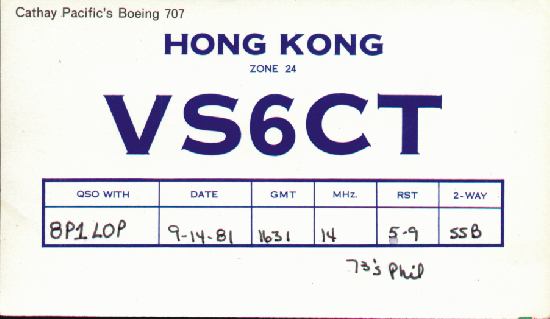 Cathay Pacific's Boeing 707
HONG KONG
ZONE 24
VS6CT
QSO WITH DATE GMT MHz. RST 2-WAY
8P1LOP 9-14-81 1631 14 5-9 SSB
73's Phil